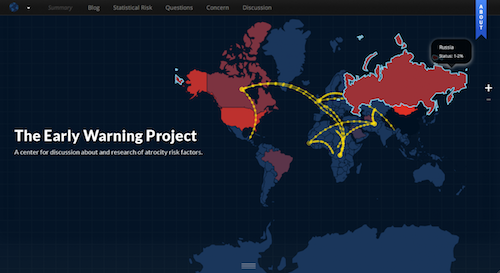 Summary Blog Statistical Risk Questions Concern Discussion
ABOUT
Russia
Status: 1-2%
The Early Warning Project
A center for discussion about and research of atrocity risk factors.